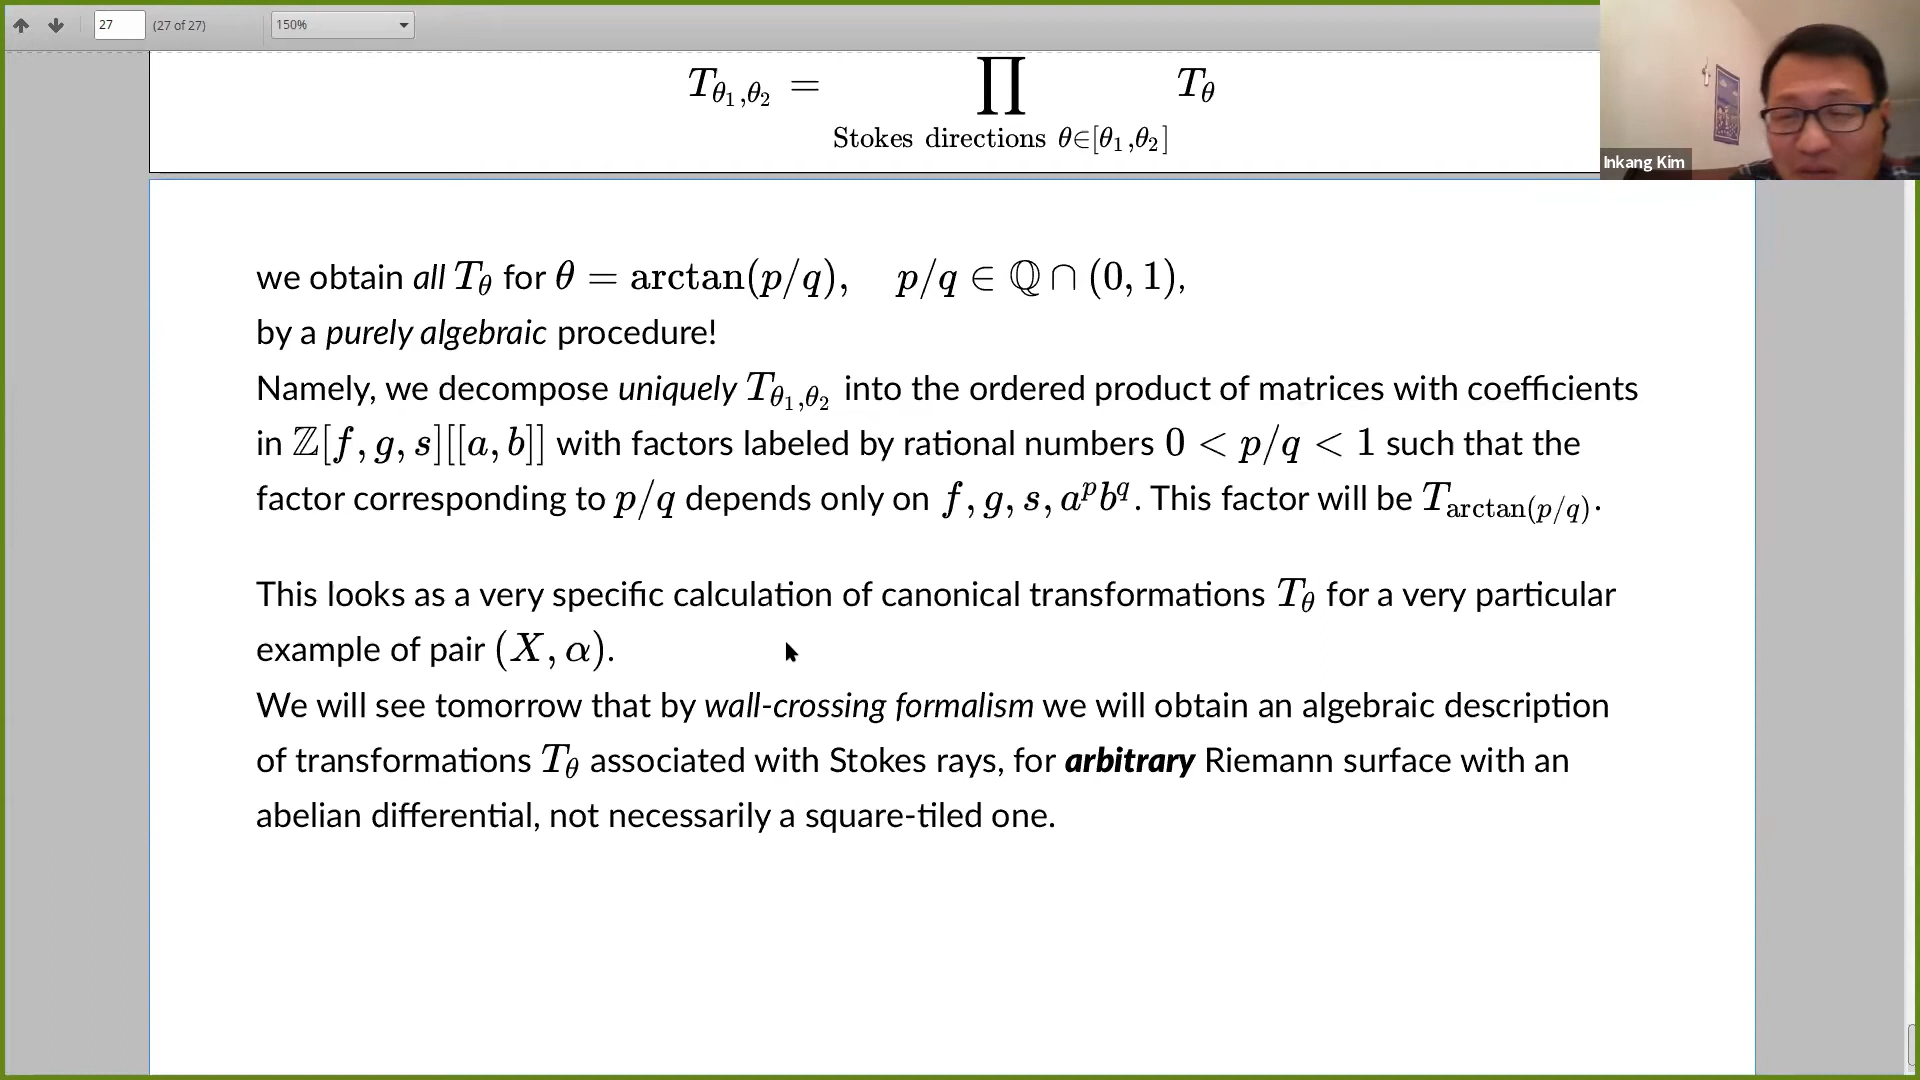 27 (27 of 27) 150%
T_{θ_1,θ_2} = ∏_{Stokes directions θ∈[θ_1,θ_2]} T_θ
Inkang Kim
we obtain all T_θ for θ = arctan(p/q), p/q ∈ ℚ ∩ (0, 1),
by a purely algebraic procedure!
Namely, we decompose uniquely T_{θ_1,θ_2} into the ordered product of matrices with coefficients
in ℤ[f, g, s][[a, b]] with factors labeled by rational numbers 0 < p/q < 1 such that the
factor corresponding to p/q depends only on f, g, s, a^p b^q. This factor will be T_{arctan(p/q)}.
This looks as a very specific calculation of canonical transformations T_θ for a very particular
example of pair (X, α).
We will see tomorrow that by wall-crossing formalism we will obtain an algebraic description
of transformations T_θ associated with Stokes rays, for arbitrary Riemann surface with an
abelian differential, not necessarily a square-tiled one.